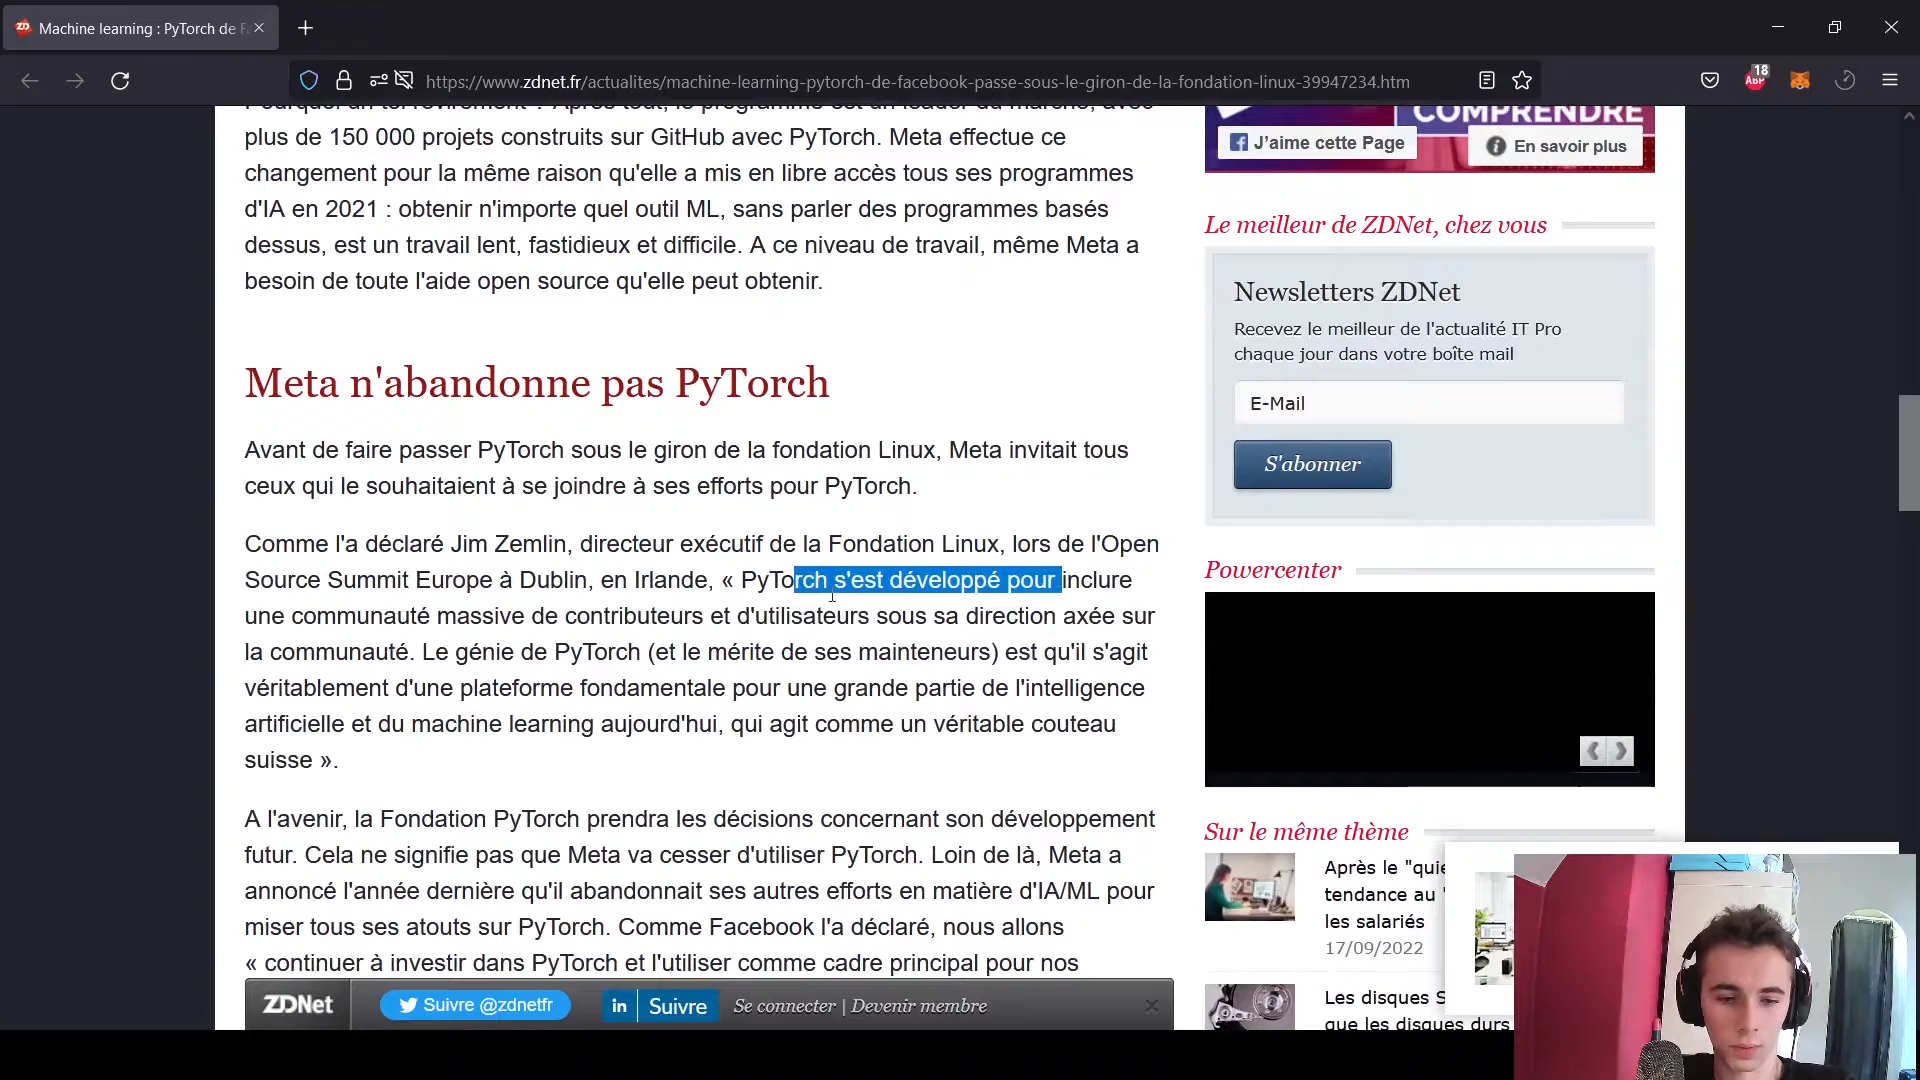 Machine learning : PyTorch de F
https://www.zdnet.fr/actualites/machine-learning-pytorch-de-facebook-passe-sous-le-giron-de-la-fondation-linux-39947234.htm
ABP
18
Pourquoi un tel revirement ? Après tout, le programme est un leader du marché, avec
plus de 150 000 projets construits sur GitHub avec PyTorch. Meta effectue ce
changement pour la même raison qu'elle a mis en libre accès tous ses programmes
d'IA en 2021 : obtenir n'importe quel outil ML, sans parler des programmes basés
dessus, est un travail lent, fastidieux et difficile. A ce niveau de travail, même Meta a
besoin de toute l'aide open source qu'elle peut obtenir.
Meta n'abandonne pas PyTorch
Avant de faire passer PyTorch sous le giron de la fondation Linux, Meta invitait tous
ceux qui le souhaitaient à se joindre à ses efforts pour PyTorch.
Comme l'a déclaré Jim Zemlin, directeur exécutif de la Fondation Linux, lors de l'Open
Source Summit Europe à Dublin, en Irlande, « PyTorch s'est développé pour inclure
une communauté massive de contributeurs et d'utilisateurs sous sa direction axée sur
la communauté. Le génie de PyTorch (et le mérite de ses mainteneurs) est qu'il s'agit
véritablement d'une plateforme fondamentale pour une grande partie de l'intelligence
artificielle et du machine learning aujourd'hui, qui agit comme un véritable couteau
suisse ».
A l'avenir, la Fondation PyTorch prendra les décisions concernant son développement
futur. Cela ne signifie pas que Meta va cesser d'utiliser PyTorch. Loin de là, Meta a
annoncé l'année dernière qu'il abandonnait ses autres efforts en matière d'IA/ML pour
miser tous ses atouts sur PyTorch. Comme Facebook l'a déclaré, nous allons
« continuer à investir dans PyTorch et l'utiliser comme cadre principal pour nos
ZDNet
Suivre @zdnetfr
in Suivre
Se connecter | Devenir membre
COMPRENDRE
J'aime cette Page
En savoir plus
Le meilleur de ZDNet, chez vous
Newsletters ZDNet
Recevez le meilleur de l'actualité IT Pro
chaque jour dans votre boîte mail
E-Mail
S'abonner
Powercenter
Sur le même thème
Après le "quie
tendance au "
les salariés
17/09/2022
Les disques S
que les disques durs